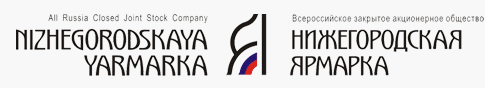 All Russia Closed Joint Stock Company
NIZHEGORODSKAYA
YARMARKA
Всероссийское закрытое акционерное общество
НИЖЕГОРОДСКАЯ
ЯРМАРКА